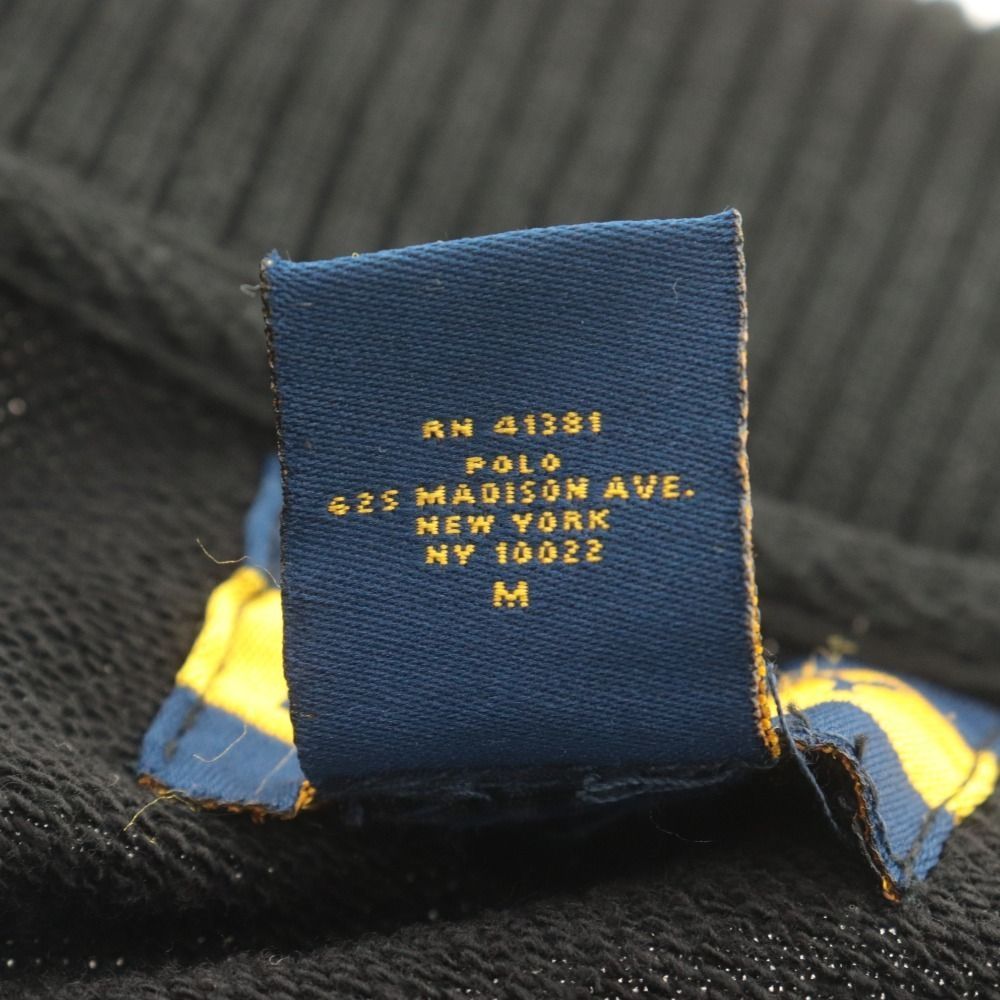 RN 41381
POLO
625 MADISON AVE.
NEW YORK
NY 10022
M